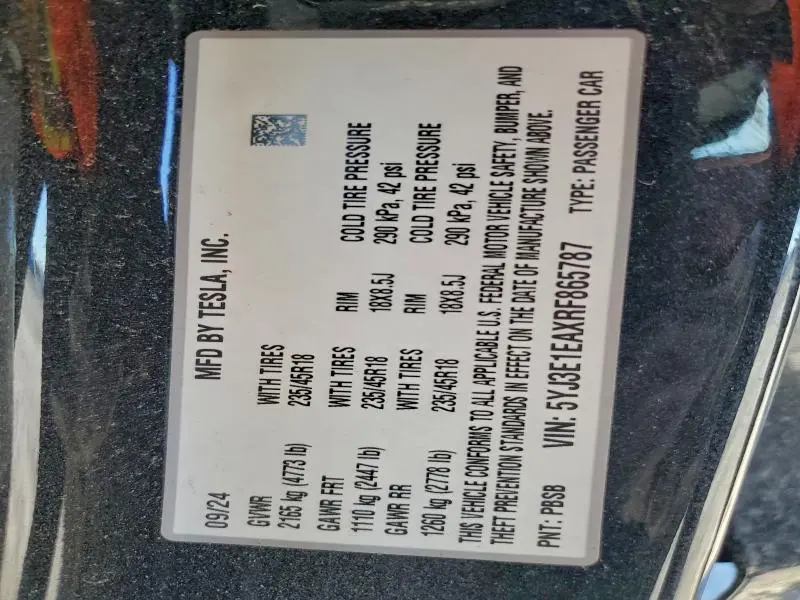 09/24 MFD BY TESLA, INC.
GVWR WITH TIRES
2165 kg (4773 lb) 235/45R18
GAWR FRT WITH TIRES RIM COLD TIRE PRESSURE
1110 kg (2447 lb) 235/45R18 18X8.5J 290 kPa, 42 psi
GAWR RR WITH TIRES RIM COLD TIRE PRESSURE
1260 kg (2778 lb) 235/45R18 18X8.5J 290 kPa, 42 psi
THIS VEHICLE CONFORMS TO ALL APPLICABLE U.S. FEDERAL MOTOR VEHICLE SAFETY, BUMPER, AND
THEFT PREVENTION STANDARDS IN EFFECT ON THE DATE OF MANUFACTURE SHOWN ABOVE.
PNT: PBSB VIN: 5YJ3E1EAXRF865787 TYPE: PASSENGER CAR